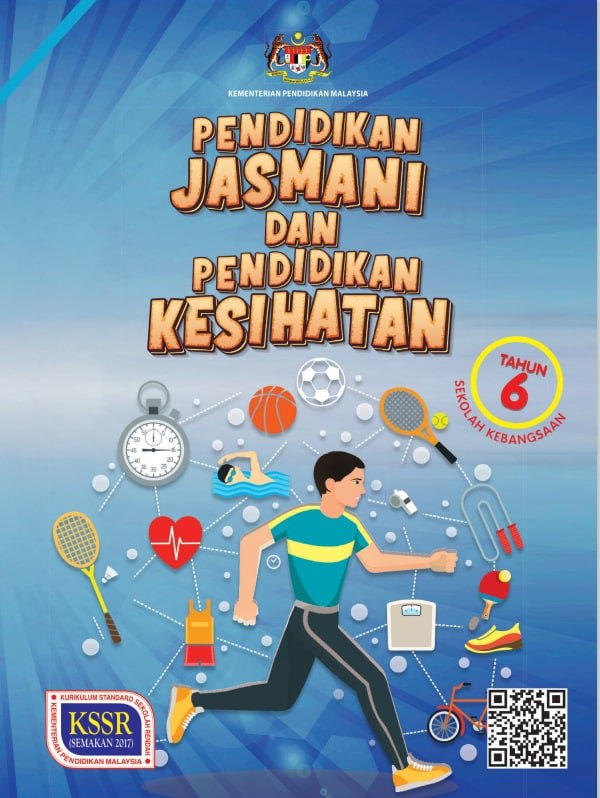 KEMENTERIAN PENDIDIKAN MALAYSIA
PENDIDIKAN
JASMANI
DAN
PENDIDIKAN
KESIHATAN
TAHUN
6
SEKOLAH KEBANGSAAN
KURIKULUM STANDARD SEKOLAH RENDAH
KSSR
(SEMAKAN 2017)
KEMENTERIAN PENDIDIKAN MALAYSIA